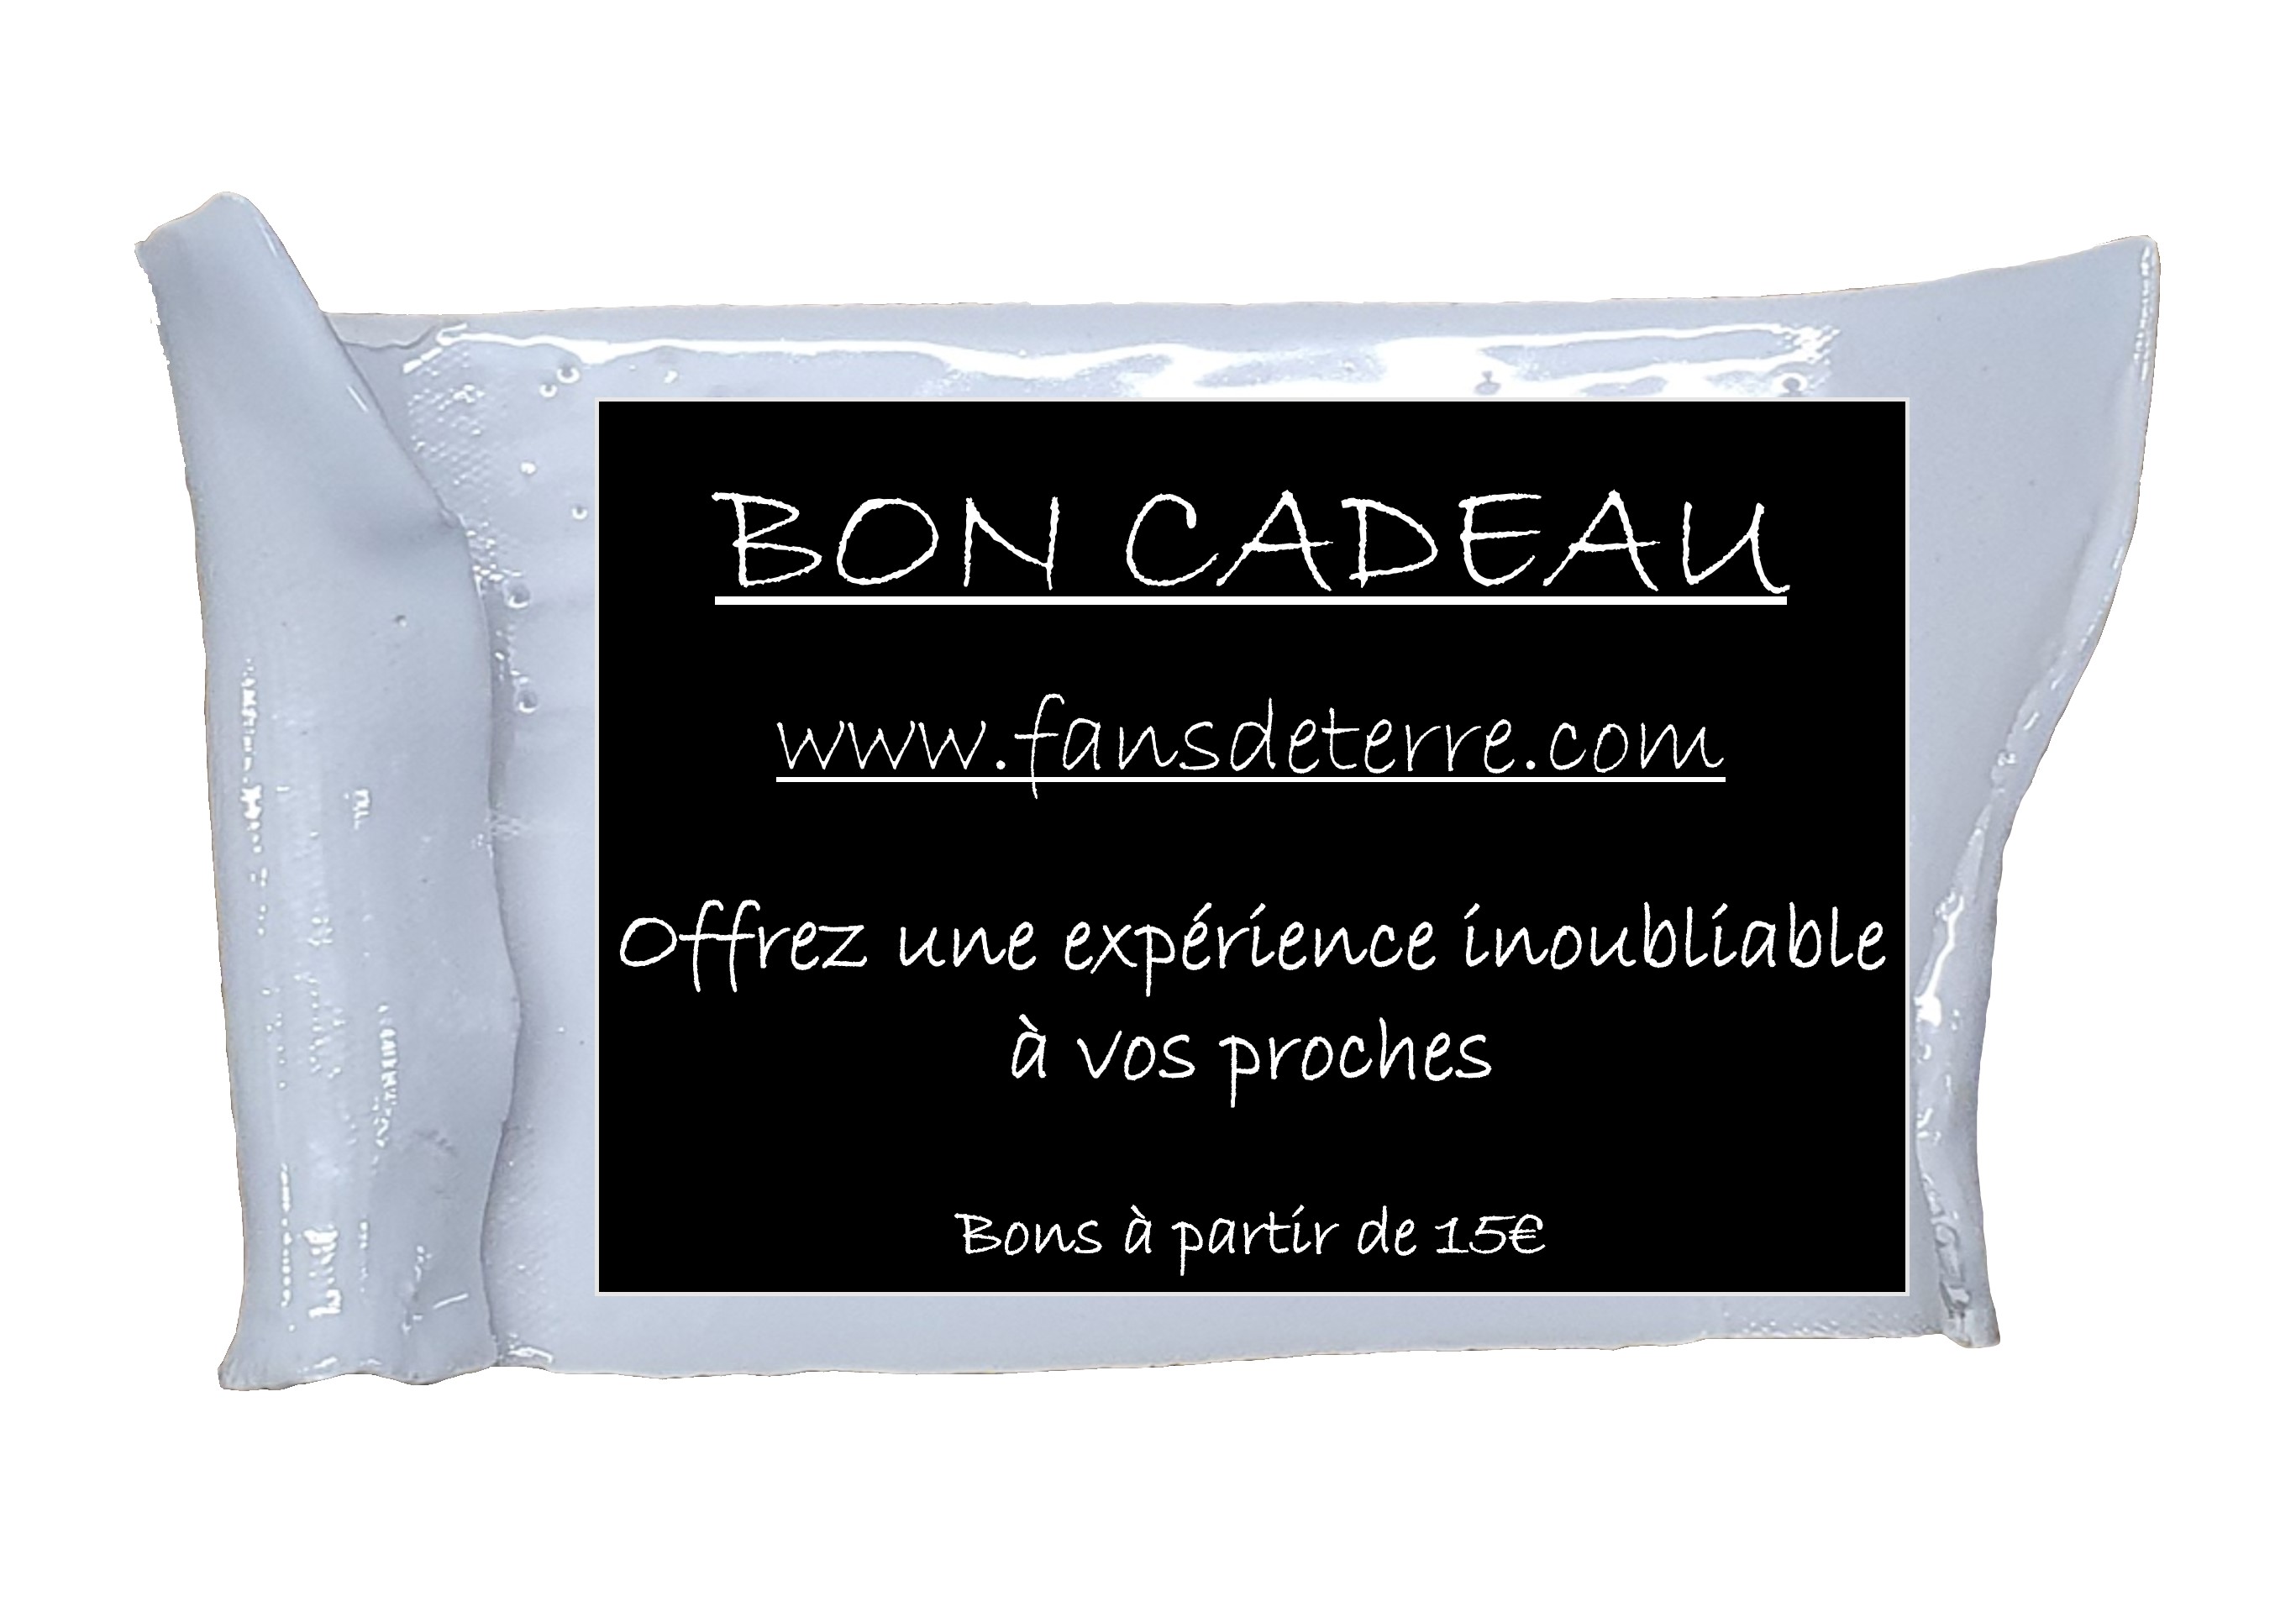 BON CADEAU
www.fansdeterre.com
Offrez une expérience inoubliable
à vos proches
Bons à partir de 15€